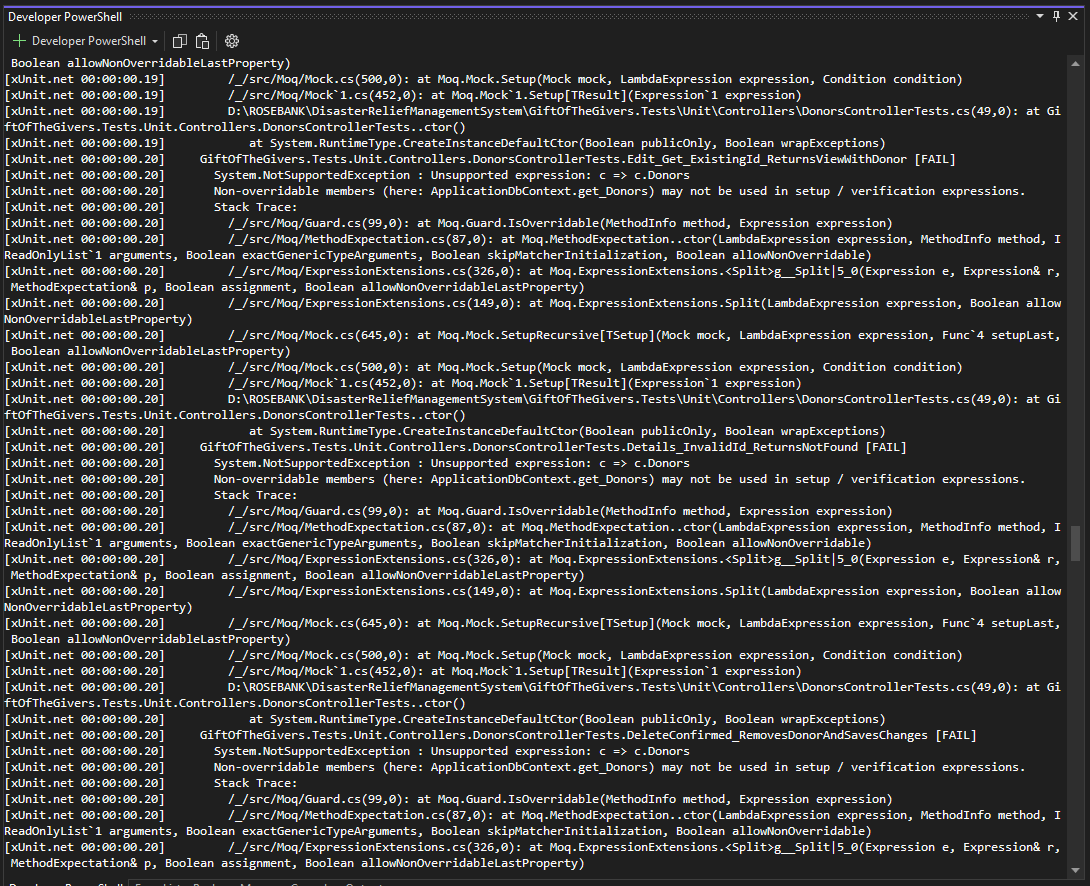 Developer PowerShell
Developer PowerShell
 Boolean allowNonOverridableLastProperty)
[xUnit.net 00:00:00.19]         /_/src/Moq/Mock.cs(500,0): at Moq.Mock.Setup(Mock mock, LambdaExpression expression, Condition condition)
[xUnit.net 00:00:00.19]         /_/src/Moq/Mock`1.cs(452,0): at Moq.Mock`1.Setup[TResult](Expression`1 expression)
[xUnit.net 00:00:00.19]         D:\ROSEBANK\DisasterReliefManagementSystem\GiftOfTheGivers.Tests\Unit\Controllers\DonorsControllerTests.cs(49,0): at Gi
ftOfTheGivers.Tests.Unit.Controllers.DonorsControllerTests..ctor()
[xUnit.net 00:00:00.19]            at System.RuntimeType.CreateInstanceDefaultCtor(Boolean publicOnly, Boolean wrapExceptions)
[xUnit.net 00:00:00.20]     GiftOfTheGivers.Tests.Unit.Controllers.DonorsControllerTests.Edit_Get_ExistingId_ReturnsViewWithDonor [FAIL]
[xUnit.net 00:00:00.20]       System.NotSupportedException : Unsupported expression: c => c.Donors
[xUnit.net 00:00:00.20]       Non-overridable members (here: ApplicationDbContext.get_Donors) may not be used in setup / verification expressions.
[xUnit.net 00:00:00.20]       Stack Trace:
[xUnit.net 00:00:00.20]         /_/src/Moq/Guard.cs(99,0): at Moq.Guard.IsOverridable(MethodInfo method, Expression expression)
[xUnit.net 00:00:00.20]         /_/src/Moq/MethodExpectation.cs(87,0): at Moq.MethodExpectation..ctor(LambdaExpression expression, MethodInfo method, I
ReadOnlyList`1 arguments, Boolean exactGenericTypeArguments, Boolean skipMatcherInitialization, Boolean allowNonOverridable)
[xUnit.net 00:00:00.20]         /_/src/Moq/ExpressionExtensions.cs(326,0): at Moq.ExpressionExtensions.<Split>g__Split|5_0(Expression e, Expression& r,
 MethodExpectation& p, Boolean assignment, Boolean allowNonOverridableLastProperty)
[xUnit.net 00:00:00.20]         /_/src/Moq/ExpressionExtensions.cs(149,0): at Moq.ExpressionExtensions.Split(LambdaExpression expression, Boolean allow
NonOverridableLastProperty)
[xUnit.net 00:00:00.20]         /_/src/Moq/Mock.cs(645,0): at Moq.Mock.SetupRecursive[TSetup](Mock mock, LambdaExpression expression, Func`4 setupLast,
 Boolean allowNonOverridableLastProperty)
[xUnit.net 00:00:00.20]         /_/src/Moq/Mock.cs(500,0): at Moq.Mock.Setup(Mock mock, LambdaExpression expression, Condition condition)
[xUnit.net 00:00:00.20]         /_/src/Moq/Mock`1.cs(452,0): at Moq.Mock`1.Setup[TResult](Expression`1 expression)
[xUnit.net 00:00:00.20]         D:\ROSEBANK\DisasterReliefManagementSystem\GiftOfTheGivers.Tests\Unit\Controllers\DonorsControllerTests.cs(49,0): at Gi
ftOfTheGivers.Tests.Unit.Controllers.DonorsControllerTests..ctor()
[xUnit.net 00:00:00.20]            at System.RuntimeType.CreateInstanceDefaultCtor(Boolean publicOnly, Boolean wrapExceptions)
[xUnit.net 00:00:00.20]     GiftOfTheGivers.Tests.Unit.Controllers.DonorsControllerTests.Details_InvalidId_ReturnsNotFound [FAIL]
[xUnit.net 00:00:00.20]       System.NotSupportedException : Unsupported expression: c => c.Donors
[xUnit.net 00:00:00.20]       Non-overridable members (here: ApplicationDbContext.get_Donors) may not be used in setup / verification expressions.
[xUnit.net 00:00:00.20]       Stack Trace:
[xUnit.net 00:00:00.20]         /_/src/Moq/Guard.cs(99,0): at Moq.Guard.IsOverridable(MethodInfo method, Expression expression)
[xUnit.net 00:00:00.20]         /_/src/Moq/MethodExpectation.cs(87,0): at Moq.MethodExpectation..ctor(LambdaExpression expression, MethodInfo method, I
ReadOnlyList`1 arguments, Boolean exactGenericTypeArguments, Boolean skipMatcherInitialization, Boolean allowNonOverridable)
[xUnit.net 00:00:00.20]         /_/src/Moq/ExpressionExtensions.cs(326,0): at Moq.ExpressionExtensions.<Split>g__Split|5_0(Expression e, Expression& r,
 MethodExpectation& p, Boolean assignment, Boolean allowNonOverridableLastProperty)
[xUnit.net 00:00:00.20]         /_/src/Moq/ExpressionExtensions.cs(149,0): at Moq.ExpressionExtensions.Split(LambdaExpression expression, Boolean allow
NonOverridableLastProperty)
[xUnit.net 00:00:00.20]         /_/src/Moq/Mock.cs(645,0): at Moq.Mock.SetupRecursive[TSetup](Mock mock, LambdaExpression expression, Func`4 setupLast,
 Boolean allowNonOverridableLastProperty)
[xUnit.net 00:00:00.20]         /_/src/Moq/Mock.cs(500,0): at Moq.Mock.Setup(Mock mock, LambdaExpression expression, Condition condition)
[xUnit.net 00:00:00.20]         /_/src/Moq/Mock`1.cs(452,0): at Moq.Mock`1.Setup[TResult](Expression`1 expression)
[xUnit.net 00:00:00.20]         D:\ROSEBANK\DisasterReliefManagementSystem\GiftOfTheGivers.Tests\Unit\Controllers\DonorsControllerTests.cs(49,0): at Gi
ftOfTheGivers.Tests.Unit.Controllers.DonorsControllerTests..ctor()
[xUnit.net 00:00:00.20]            at System.RuntimeType.CreateInstanceDefaultCtor(Boolean publicOnly, Boolean wrapExceptions)
[xUnit.net 00:00:00.20]     GiftOfTheGivers.Tests.Unit.Controllers.DonorsControllerTests.DeleteConfirmed_RemovesDonorAndSavesChanges [FAIL]
[xUnit.net 00:00:00.20]       System.NotSupportedException : Unsupported expression: c => c.Donors
[xUnit.net 00:00:00.20]       Non-overridable members (here: ApplicationDbContext.get_Donors) may not be used in setup / verification expressions.
[xUnit.net 00:00:00.20]       Stack Trace:
[xUnit.net 00:00:00.20]         /_/src/Moq/Guard.cs(99,0): at Moq.Guard.IsOverridable(MethodInfo method, Expression expression)
[xUnit.net 00:00:00.20]         /_/src/Moq/MethodExpectation.cs(87,0): at Moq.MethodExpectation..ctor(LambdaExpression expression, MethodInfo method, I
ReadOnlyList`1 arguments, Boolean exactGenericTypeArguments, Boolean skipMatcherInitialization, Boolean allowNonOverridable)
[xUnit.net 00:00:00.20]         /_/src/Moq/ExpressionExtensions.cs(326,0): at Moq.ExpressionExtensions.<Split>g__Split|5_0(Expression e, Expression& r,
 MethodExpectation& p, Boolean assignment, Boolean allowNonOverridableLastProperty)